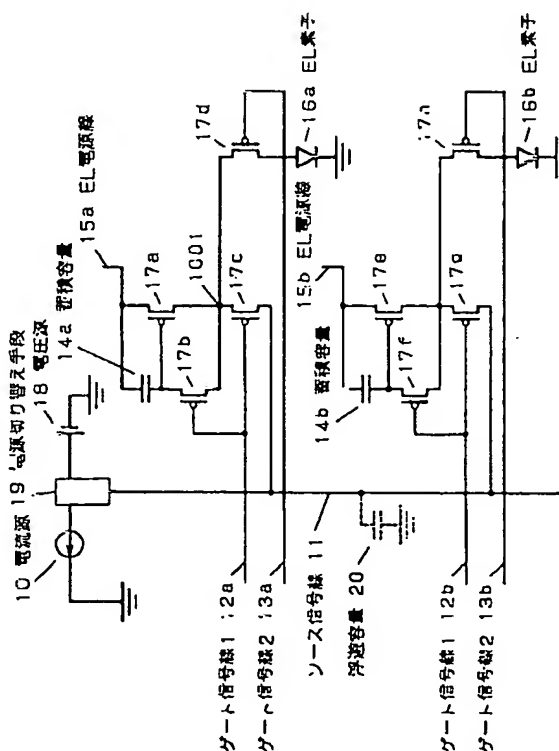 10 電流源
19 電源切り替え手段
18 電圧源
14a 蓄積容量
15a EL電源線
17a
17b
1001
17c
17d
16a EL素子
ゲート信号線1 12a
ゲート信号線2 13a
ソース信号線 11
浮遊容量 20
14b 蓄積容量
15b EL電源線
17e
17f
17g
17h
16b EL素子
ゲート信号線1 12b
ゲート信号線2 13b